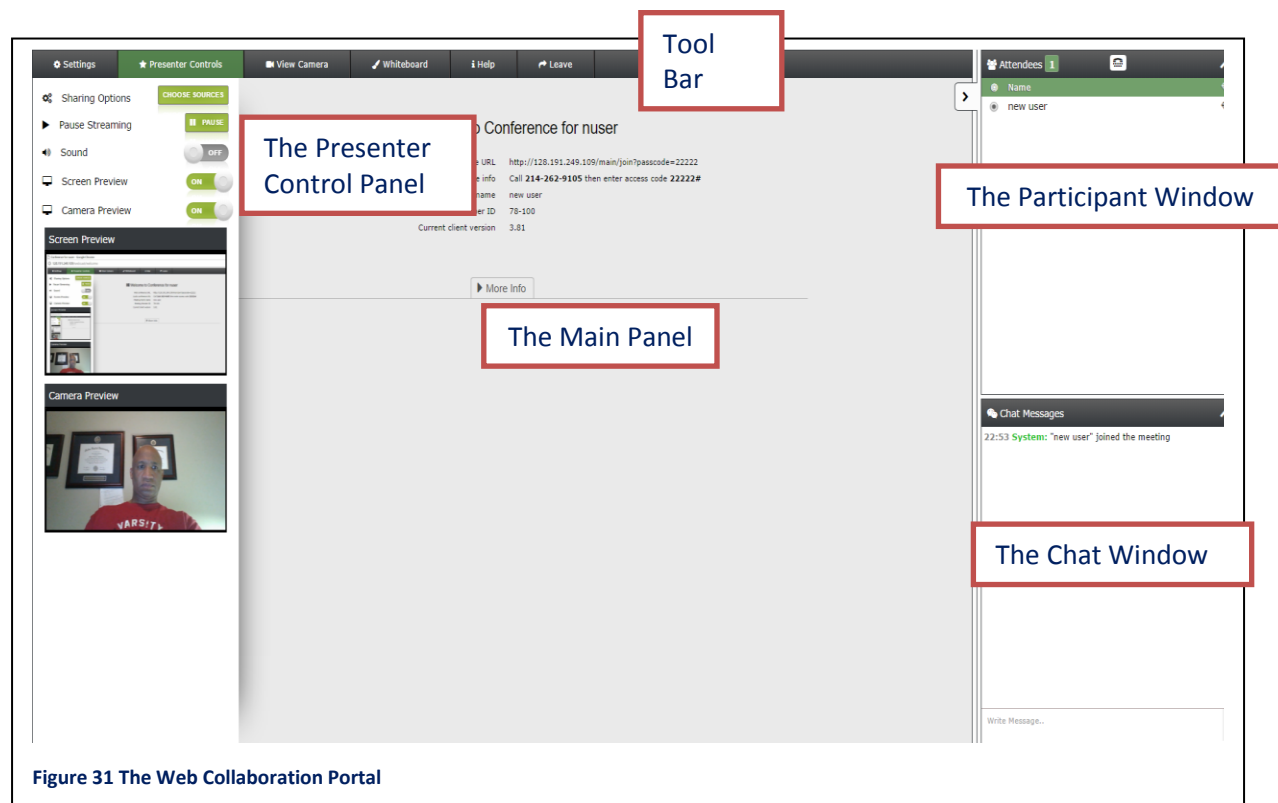 Tool
Bar
Settings Presenter Controls View Camera Whiteboard Help Leave
Attendees 1
Name
new user
Sharing Options CHOOSE SOURCES
Pause Streaming PAUSE
Sound OFF
Screen Preview ON
Camera Preview ON
The Presenter
Control Panel
Conference for nuser
URL http://128.191.249.109/main/join?passcode=22222
info Call 214-262-9105 then enter access code 22222#
name new user
ID 78-100
Current client version 3.81
More Info
The Participant Window
The Main Panel
Screen Preview
Camera Preview
VARSITY
Chat Messages
22:53 System: "new user" joined the meeting
The Chat Window
Write Message..
Figure 31 The Web Collaboration Portal